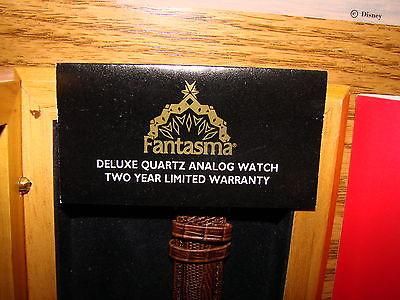 © Disney
Fantasma®
DELUXE QUARTZ ANALOG WATCH
TWO YEAR LIMITED WARRANTY